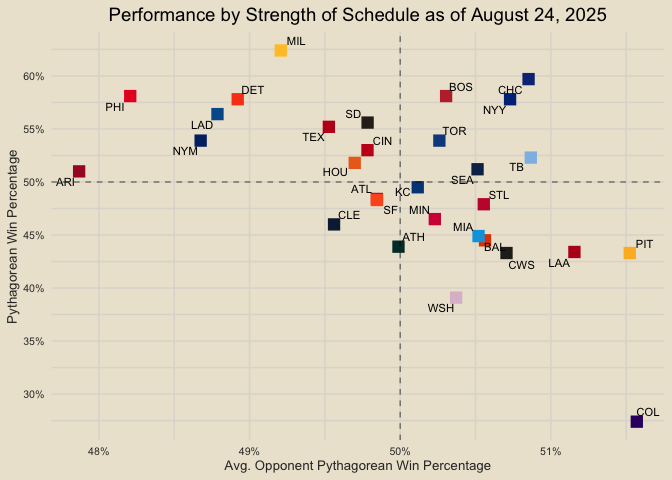 Performance by Strength of Schedule as of August 24, 2025
Pythagorean Win Percentage
60%
55%
50%
45%
40%
35%
30%
MIL
PHI
DET
BOS
CHC
NYY
LAD
SD
TEX
TOR
NYM
CIN
HOU
TB
ARI
SEA
ATL
KC
STL
SF
MIN
CLE
MIA
ATH
BAL
CWS
LAA
PIT
WSH
COL
48%
49%
50%
51%
Avg. Opponent Pythagorean Win Percentage